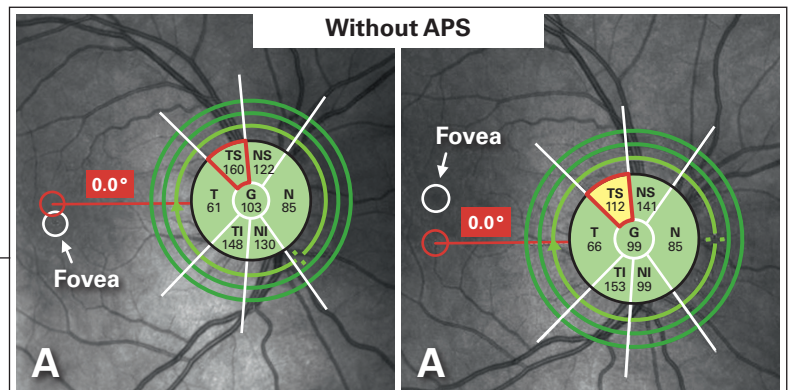 Without APS
0.0°
Fovea
TS
160
NS
122
T
61
G
103
N
85
TI
148
NI
130
A
Fovea
0.0°
TS
112
NS
141
T
66
G
99
N
85
TI
153
NI
99
A